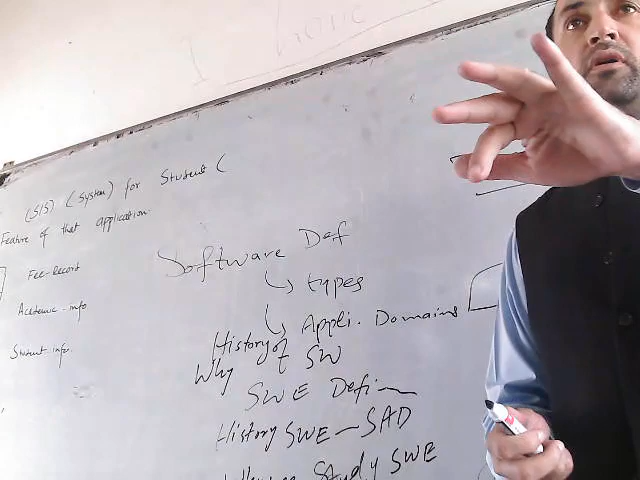 (SIS) (System) for Student (
Feature of that application.
Fee-Record
Academic-info
Student info.
Software Def
↳ types
↳ Appli. Domains
History of SW
Why
SWE Defi
History SWE - SAD
Study SWE